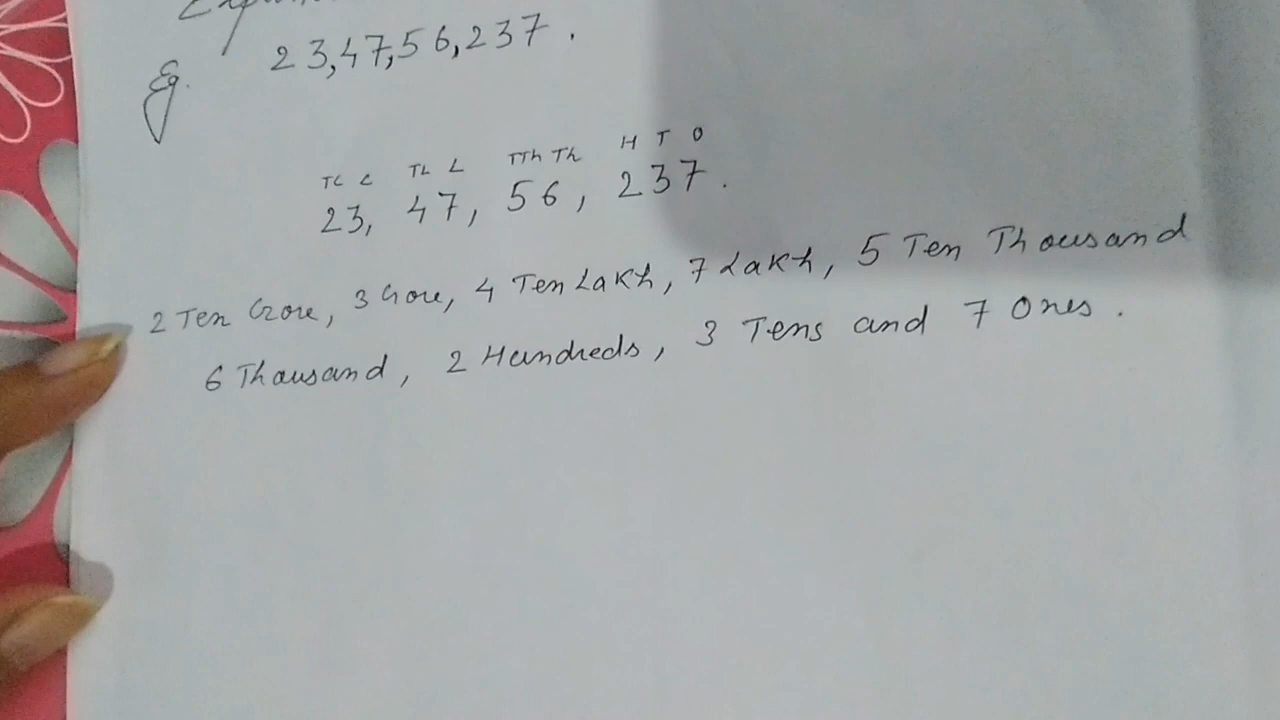 Eg. 23,47,56,237.
TC C TL L TTh Th H T O
23, 47, 56, 237.
2 Ten Crore, 3 Crore, 4 Ten Lakh, 7 Lakh, 5 Ten Thousand
6 Thousand, 2 Hundreds, 3 Tens and 7 Ones.